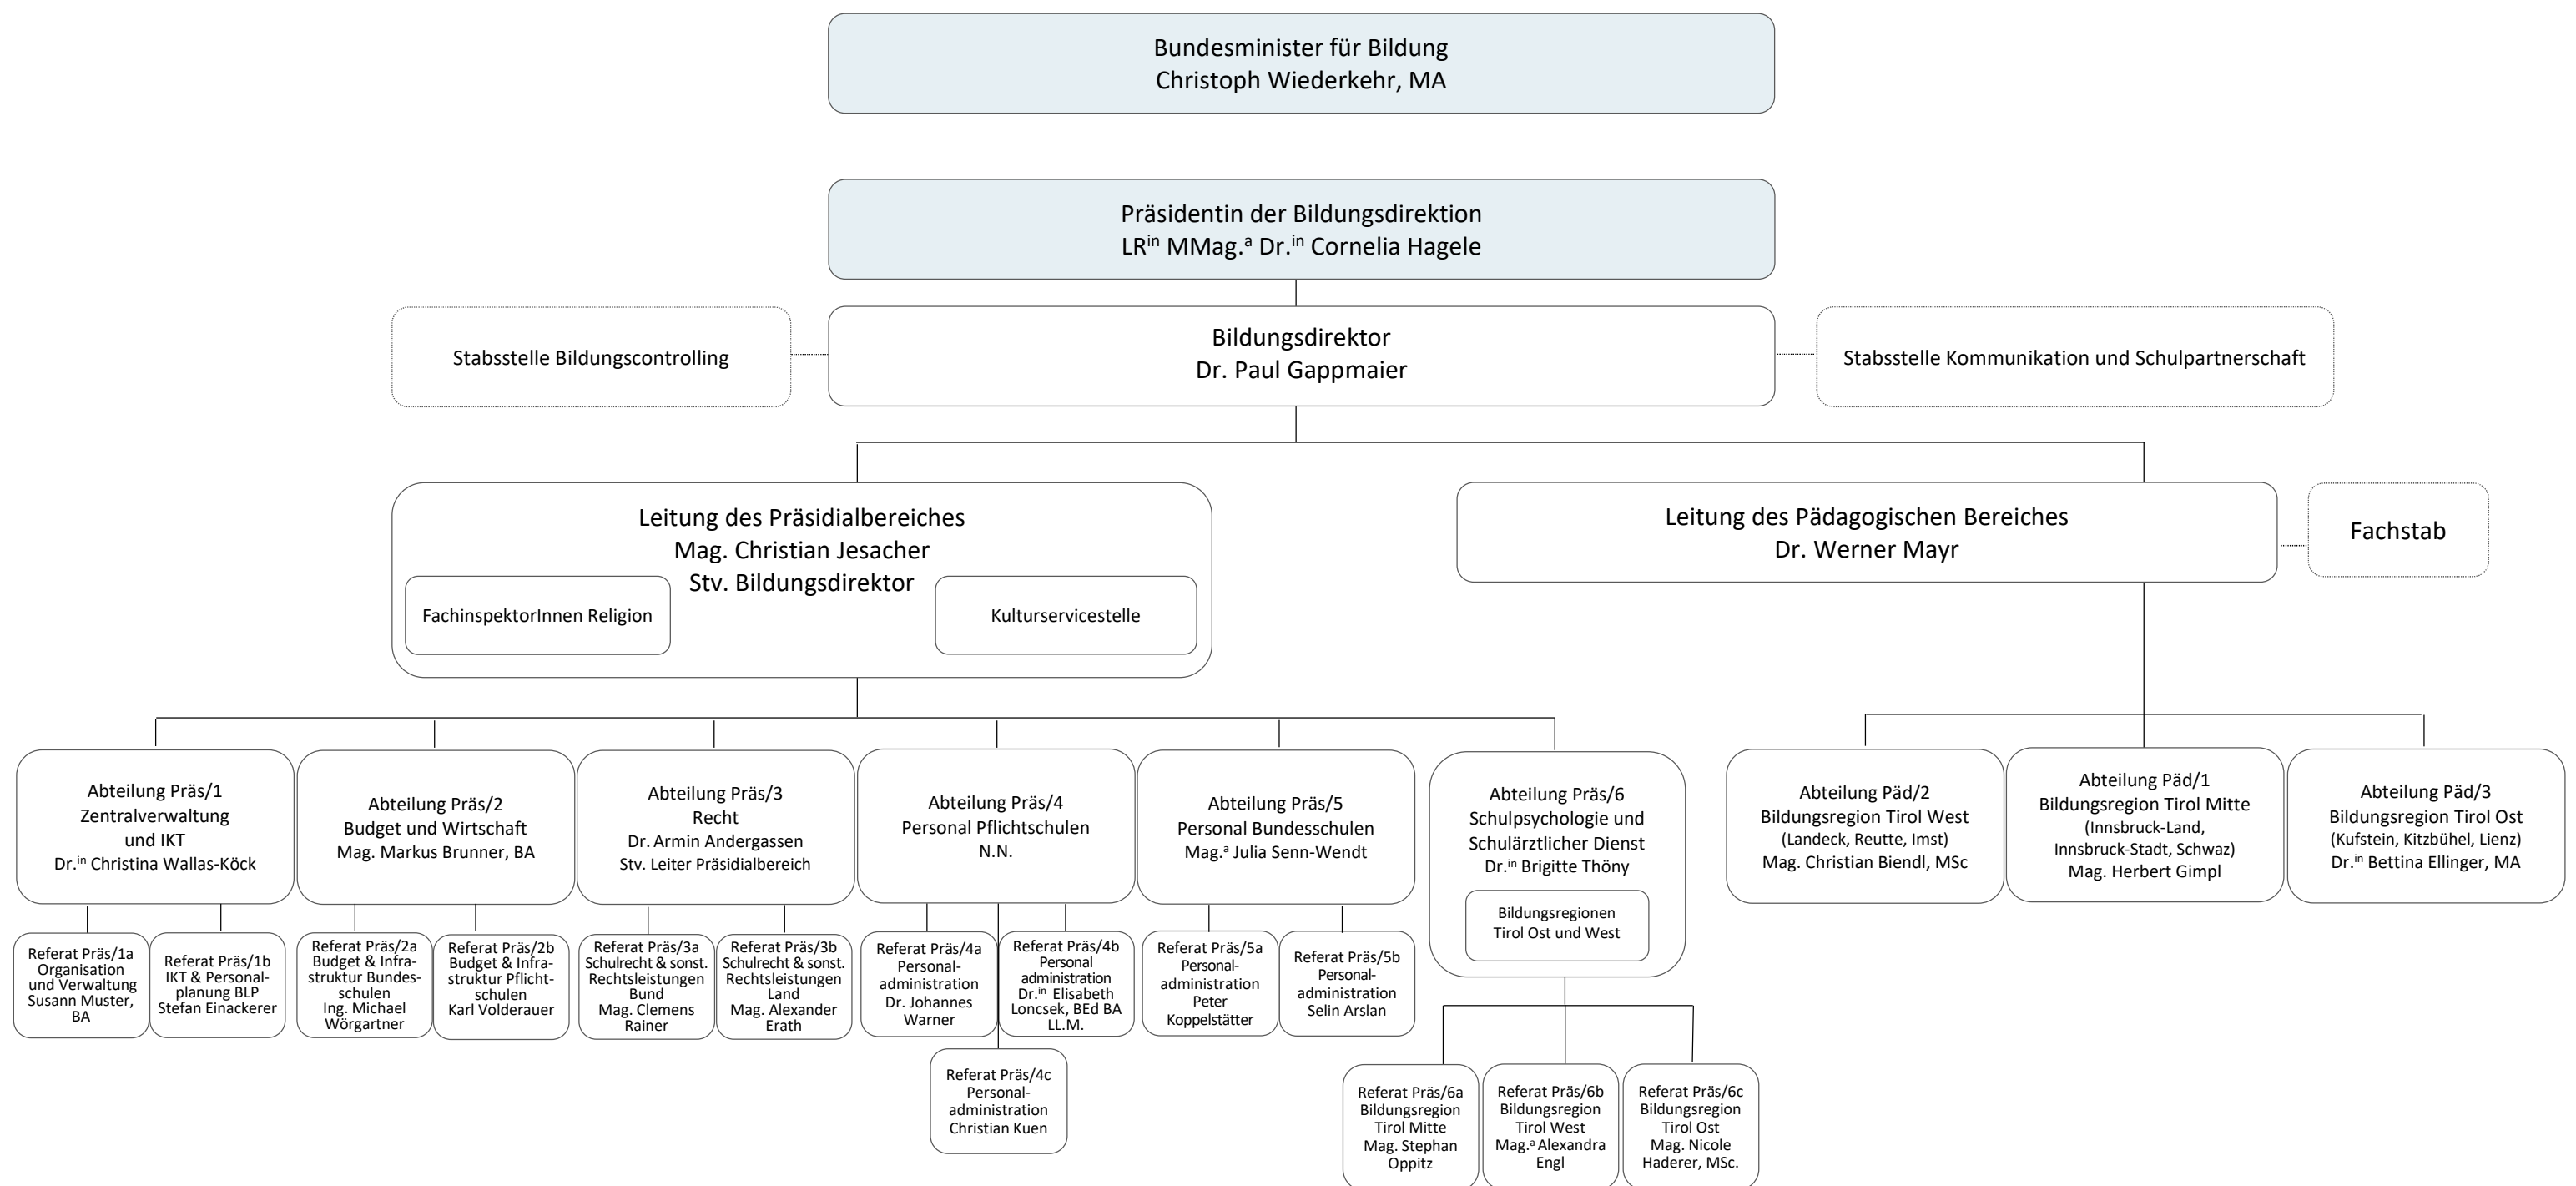 Bundesminister für Bildung
Christoph Wiederkehr, MA
Präsidentin der Bildungsdirektion
LRⁱⁿ MMag.ᵃ Dr.ⁱⁿ Cornelia Hagele
Stabsstelle Bildungscontrolling
Bildungsdirektor
Dr. Paul Gappmaier
Stabsstelle Kommunikation und Schulpartnerschaft
Leitung des Präsidialbereiches
Mag. Christian Jesacher
Stv. Bildungsdirektor
FachinspektorInnen Religion
Kulturservicestelle
Leitung des Pädagogischen Bereiches
Dr. Werner Mayr
Fachstab
Abteilung Präs/1
Zentralverwaltung
und IKT
Dr.ⁱⁿ Christina Wallas-Köck
Abteilung Präs/2
Budget und Wirtschaft
Mag. Markus Brunner, BA
Abteilung Präs/3
Recht
Dr. Armin Andergassen
Stv. Leiter Präsidialbereich
Abteilung Präs/4
Personal Pflichtschulen
N.N.
Abteilung Präs/5
Personal Bundesschulen
Mag.ᵃ Julia Senn-Wendt
Abteilung Präs/6
Schulpsychologie und
Schulärztlicher Dienst
Dr.ⁱⁿ Brigitte Thöny
Bildungsregionen
Tirol Ost und West
Abteilung Päd/2
Bildungsregion Tirol West
(Landeck, Reutte, Imst)
Mag. Christian Biendl, MSc
Abteilung Päd/1
Bildungsregion Tirol Mitte
(Innsbruck-Land,
Innsbruck-Stadt, Schwaz)
Mag. Herbert Gimpl
Abteilung Päd/3
Bildungsregion Tirol Ost
(Kufstein, Kitzbühel, Lienz)
Dr.ⁱⁿ Bettina Ellinger, MA
Referat Präs/1a
Organisation
und Verwaltung
Susann Muster,
BA
Referat Präs/1b
IKT & Personal-
planung BLP
Stefan Einackerer
Referat Präs/2a
Budget & Infra-
struktur Bundes-
schulen
Ing. Michael
Wörgartner
Referat Präs/2b
Budget & Infra-
struktur Pflicht-
schulen
Karl Volderauer
Referat Präs/3a
Schulrecht & sonst.
Rechtsleistungen
Bund
Mag. Clemens
Rainer
Referat Präs/3b
Schulrecht & sonst.
Rechtsleistungen
Land
Mag. Alexander
Erath
Referat Präs/4a
Personal-
administration
Dr. Johannes
Warner
Referat Präs/4b
Personal
administration
Dr.ⁱⁿ Elisabeth
Loncsek, BEd BA
LL.M.
Referat Präs/5a
Personal-
administration
Peter
Koppelstätter
Referat Präs/5b
Personal-
administration
Selin Arslan
Referat Präs/4c
Personal-
administration
Christian Kuen
Referat Präs/6a
Bildungsregion
Tirol Mitte
Mag. Stephan
Oppitz
Referat Präs/6b
Bildungsregion
Tirol West
Mag.ᵃ Alexandra
Engl
Referat Präs/6c
Bildungsregion
Tirol Ost
Mag. Nicole
Haderer, MSc.